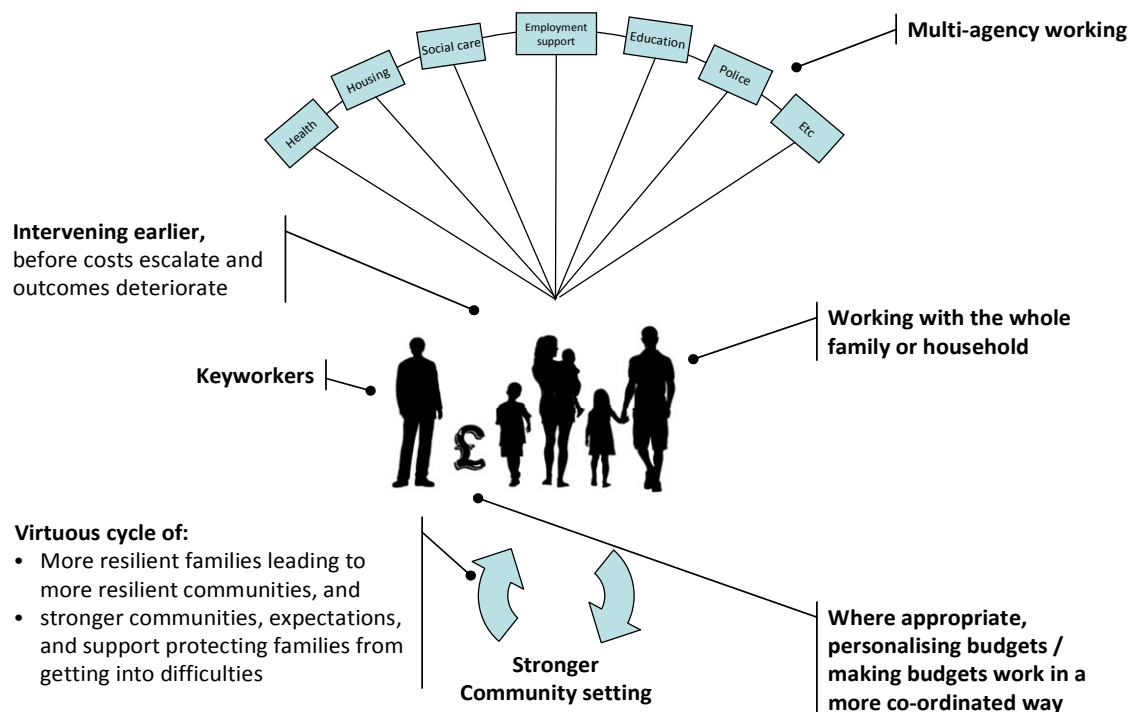 Employment
support
Social care
Education
Housing
Police
Health
Etc
Multi-agency working
Intervening earlier,
before costs escalate and
outcomes deteriorate
Working with the whole
family or household
Keyworkers
£
Virtuous cycle of:
• More resilient families leading to
more resilient communities, and
• stronger communities, expectations,
and support protecting families from
getting into difficulties
Stronger
Community setting
Where appropriate,
personalising budgets /
making budgets work in a
more co-ordinated way